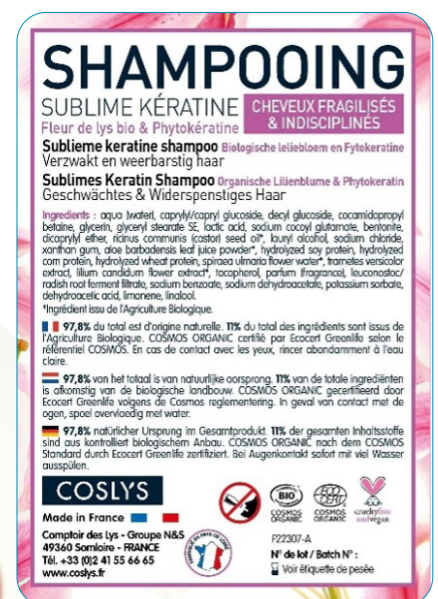 SHAMPOOING
SUBLIME KÉRATINE
CHEVEUX FRAGILISÉS
& INDISCIPLINÉS
Fleur de lys bio & Phytokératine
Sublieme keratine shampoo Biologische leliebloem en Fytokeratine
Verzwakt en weerbarstig haar
Sublimes Keratin Shampoo Organische Lilienblume & Phytokeratin
Geschwächtes & Widerspenstiges Haar
Ingredients : aqua (water), caprylyl/capryl glucoside, decyl glucoside, cocamidopropyl
betaine, glycerin, glyceryl stearate SE, lactic acid, sodium cocoyl glutamate, bentonite,
dicaprylyl ether, ricinus communis (castor) seed oil*, lauryl alcohol, sodium chloride,
xanthan gum, aloe barbadensis leaf juice powder*, hydrolyzed soy protein, hydrolyzed
corn protein, hydrolyzed wheat protein, spiraea ulmaria flower water*, trametes versicolor
extract, lilium candidum flower extract*, tocopherol, parfum (fragrance), leuconostoc/
radish root ferment filtrate, sodium benzoate, sodium dehydroacetate, potassium sorbate,
dehydroacetic acid, limonene, linalool.
*Ingrédient issu de l'Agriculture Biologique.
97,8% du total est d'origine naturelle. 11% du total des ingrédients sont issus de
l'Agriculture Biologique. COSMOS ORGANIC certifié par Ecocert Greenlife selon le
référentiel COSMOS. En cas de contact avec les yeux, rincer abondamment à l'eau
claire.
97,8% van het totaal is van natuurlijke oorsprong. 11% van de totale ingrediënten
is afkomstig van de biologische landbouw. COSMOS ORGANIC gecertifieerd door
Ecocert Greenlife volgens de Cosmos reglementering. In geval van contact met de
ogen, spoel overvloedig met water.
97,8% natürlicher Ursprung im Gesamtprodukt. 11% der gesamten Inhaltsstoffe
sind aus kontrolliert biologischem Anbau. COSMOS ORGANIC nach dem COSMOS
Standard durch Ecocert Greenlife zertifiziert. Bei Augenkontakt sofort mit viel Wasser
ausspülen.
COSLYS
Made in France
Comptoir des Lys - Groupe N&S
49360 Somloire - FRANCE
Tél. +33 (0)2 41 55 66 65
www.coslys.fr
BIO
COSMOS
ORGANIC
ECO
CERT
COSMOS
ORGANIC
crueltyfree
and vegan
F22307-A
N° de lot / Batch N° :
Voir étiquette de pesée